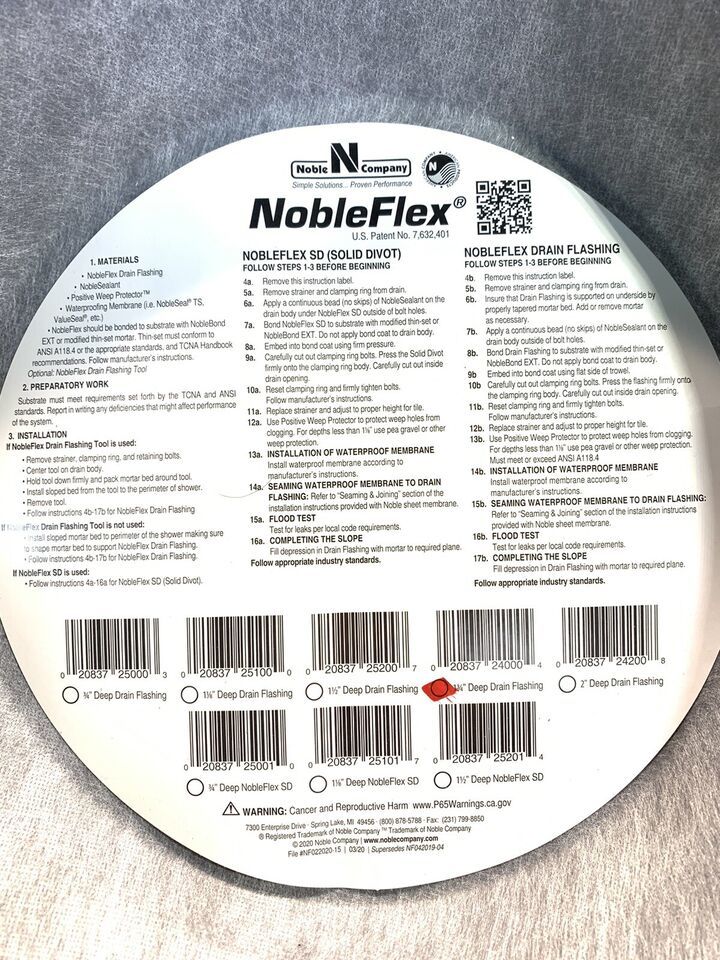 Noble N Company
Simple Solutions... Proven Performance
NobleFlex®
U.S. Patent No. 7,632,401
1. MATERIALS
• NobleFlex Drain Flashing
• NobleSealant
• Positive Weep Protector™
• Waterproofing Membrane (i.e. NobleSeal® TS,
ValueSeal®, etc.)
• NobleFlex should be bonded to substrate with NobleBond
EXT or modified thin-set mortar. Thin-set must conform to
ANSI A118.4 or the appropriate standards, and TCNA Handbook
recommendations. Follow manufacturer's instructions.
Optional: NobleFlex Drain Flashing Tool
2. PREPARATORY WORK
Substrate must meet requirements set forth by the TCNA and ANSI
standards. Report in writing any deficiencies that might affect performance
of the system.
3. INSTALLATION
If NobleFlex Drain Flashing Tool is used:
• Remove strainer, clamping ring, and retaining bolts.
• Center tool on drain body.
• Hold tool down firmly and pack mortar bed around tool.
• Install sloped bed from the tool to the perimeter of shower.
• Remove tool.
• Follow instructions 4b-17b for NobleFlex Drain Flashing
If NobleFlex Drain Flashing Tool is not used:
• Install sloped mortar bed to perimeter of the shower making sure
to shape mortar bed to support NobleFlex Drain Flashing.
• Follow instructions 4b-17b for NobleFlex Drain Flashing.
If NobleFlex SD is used:
• Follow instructions 4a-16a for NobleFlex SD (Solid Divot).
NOBLEFLEX SD (SOLID DIVOT)
FOLLOW STEPS 1-3 BEFORE BEGINNING
4a. Remove this instruction label.
5a. Remove strainer and clamping ring from drain.
6a. Apply a continuous bead (no skips) of NobleSealant on the
drain body under NobleFlex SD outside of bolt holes.
7a. Bond NobleFlex SD to substrate with modified thin-set or
NobleBond EXT. Do not apply bond coat to drain body.
8a. Embed into bond coat using firm pressure.
9a. Carefully cut out clamping ring bolts. Press the Solid Divot
firmly onto the clamping ring body. Carefully cut out inside
drain opening.
10a. Reset clamping ring and firmly tighten bolts.
Follow manufacturer's instructions.
11a. Replace strainer and adjust to proper height for tile.
12a. Use Positive Weep Protector to protect weep holes from
clogging. For depths less than 1⅛" use pea gravel or other
weep protection.
13a. INSTALLATION OF WATERPROOF MEMBRANE
Install waterproof membrane according to
manufacturer's instructions.
14a. SEAMING WATERPROOF MEMBRANE TO DRAIN
FLASHING: Refer to "Seaming & Joining" section of the
installation instructions provided with Noble sheet membrane.
15a. FLOOD TEST
Test for leaks per local code requirements.
16a. COMPLETING THE SLOPE
Fill depression in Drain Flashing with mortar to required plane.
Follow appropriate industry standards.
NOBLEFLEX DRAIN FLASHING
FOLLOW STEPS 1-3 BEFORE BEGINNING
4b. Remove this instruction label.
5b. Remove strainer and clamping ring from drain.
6b. Insure that Drain Flashing is supported on underside by
properly tapered mortar bed. Add or remove mortar
as necessary.
7b. Apply a continuous bead (no skips) of NobleSealant on the
drain body outside of bolt holes.
8b. Bond Drain Flashing to substrate with modified thin-set or
NobleBond EXT. Do not apply bond coat to drain body.
9b Embed into bond coat using flat side of trowel.
10b Carefully cut out clamping ring bolts. Press the flashing firmly onto
the clamping ring body. Carefully cut out inside drain opening.
11b. Reset clamping ring and firmly tighten bolts.
Follow manufacturer's instructions.
12b. Replace strainer and adjust to proper height for tile.
13b. Use Positive Weep Protector to protect weep holes from clogging.
For depths less than 1⅛" use pea gravel or other weep protection.
Must meet or exceed ANSI A118.4
14b. INSTALLATION OF WATERPROOF MEMBRANE
Install waterproof membrane according to
manufacturer's instructions.
15b. SEAMING WATERPROOF MEMBRANE TO DRAIN FLASHING:
Refer to "Seaming & Joining" section of the installation instructions
provided with Noble sheet membrane.
16b. FLOOD TEST
Test for leaks per local code requirements.
17b. COMPLETING THE SLOPE
Fill depression in Drain Flashing with mortar to required plane.
Follow appropriate industry standards.
0 20837 25000 3
¾" Deep Drain Flashing
0 20837 25100 0
1⅛" Deep Drain Flashing
0 20837 25200 7
1½" Deep Drain Flashing
0 20837 24000 4
1¾" Deep Drain Flashing
0 20837 24200 8
2" Deep Drain Flashing
0 20837 25001 0
¾" Deep NobleFlex SD
0 20837 25101 7
1⅛" Deep NobleFlex SD
0 20837 25201 4
1½" Deep NobleFlex SD
WARNING: Cancer and Reproductive Harm www.P65Warnings.ca.gov
7300 Enterprise Drive · Spring Lake, MI 49456 · (800) 878-5788 · Fax: (231) 799-8850
® Registered Trademark of Noble Company ™ Trademark of Noble Company
© 2020 Noble Company | www.noblecompany.com
File #NF022020-15 | 03/20 | Supersedes NF042019-04